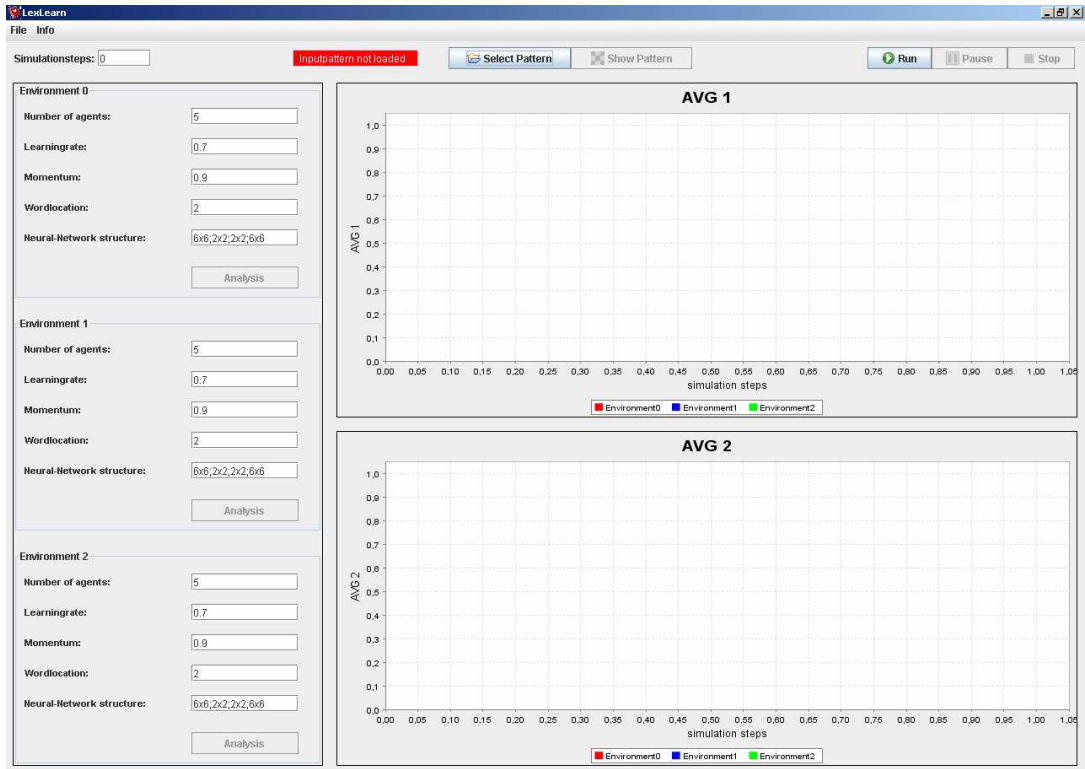 LexLearn
File Info
Simulationsteps: 0 Inputpattern not loaded Select Pattern Show Pattern Run Pause Stop
Environment 0
Number of agents: 5
Learningrate: 0.7
Momentum: 0.9
Wordlocation: 2
Neural-Network structure: 6x6;2x2;2x2;6x6
Analysis
Environment 1
Number of agents: 5
Learningrate: 0.7
Momentum: 0.9
Wordlocation: 2
Neural-Network structure: 6x6;2x2;2x2;6x6
Analysis
Environment 2
Number of agents: 5
Learningrate: 0.7
Momentum: 0.9
Wordlocation: 2
Neural-Network structure: 6x6;2x2;2x2;6x6
Analysis
AVG 1
AVG 1
1,0
0,9
0,8
0,7
0,6
0,5
0,4
0,3
0,2
0,1
0,0
0,00 0,05 0,10 0,15 0,20 0,25 0,30 0,35 0,40 0,45 0,50 0,55 0,60 0,65 0,70 0,75 0,80 0,85 0,90 0,95 1,00 1,05
simulation steps
Environment0 Environment1 Environment2
AVG 2
AVG 2
1,0
0,9
0,8
0,7
0,6
0,5
0,4
0,3
0,2
0,1
0,0
0,00 0,05 0,10 0,15 0,20 0,25 0,30 0,35 0,40 0,45 0,50 0,55 0,60 0,65 0,70 0,75 0,80 0,85 0,90 0,95 1,00 1,05
simulation steps
Environment0 Environment1 Environment2